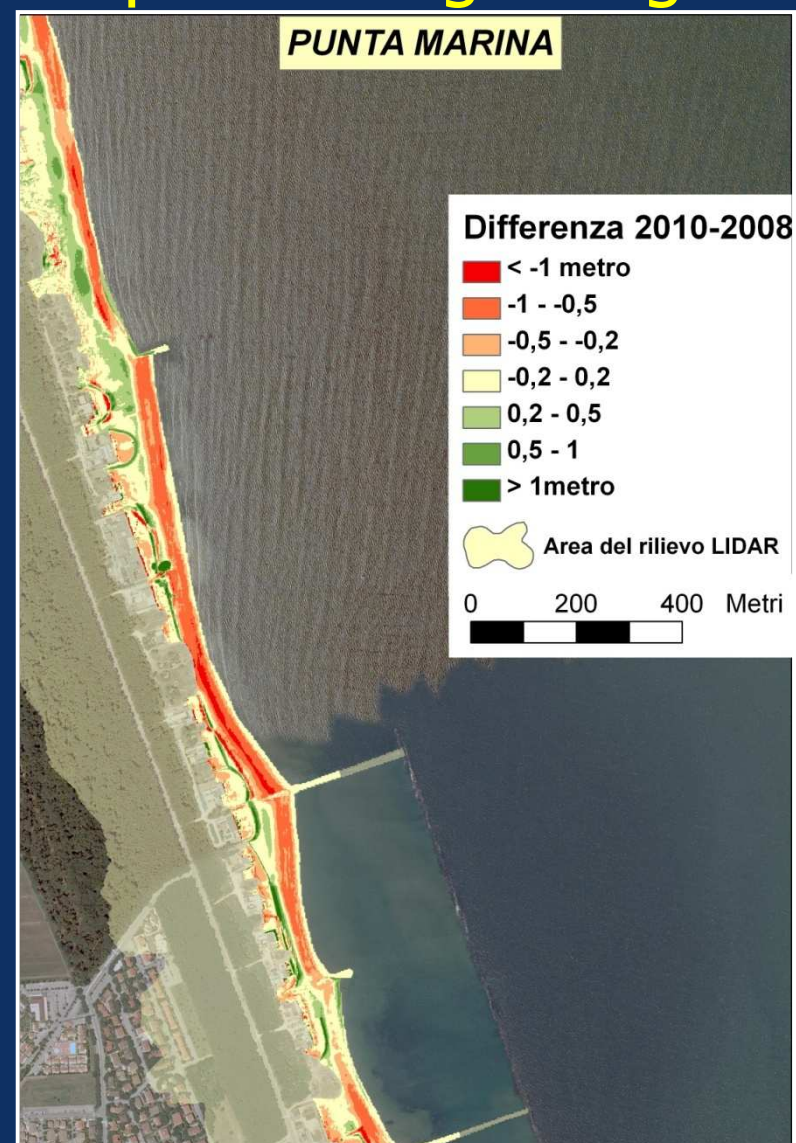 PUNTA MARINA
Differenza 2010-2008
< -1 metro
-1 - -0,5
-0,5 - -0,2
-0,2 - 0,2
0,2 - 0,5
0,5 - 1
> 1metro
Area del rilievo LIDAR
0 200 400 Metri